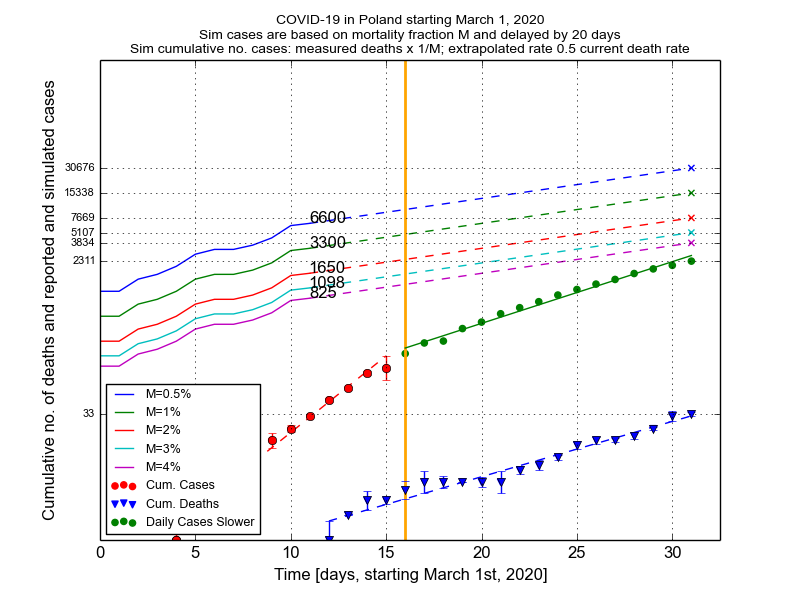 COVID-19 in Poland starting March 1, 2020
Sim cases are based on mortality fraction M and delayed by 20 days
Sim cumulative no. cases: measured deaths x 1/M; extrapolated rate 0.5 current death rate
Cumulative no. of deaths and reported and simulated cases
30676
15338
7669
5107
3834
2311
33
6600
3300
1650
1098
825
M=0.5%
M=1%
M=2%
M=3%
M=4%
Cum. Cases
Cum. Deaths
Daily Cases Slower
0 5 10 15 20 25 30
Time [days, starting March 1st, 2020]